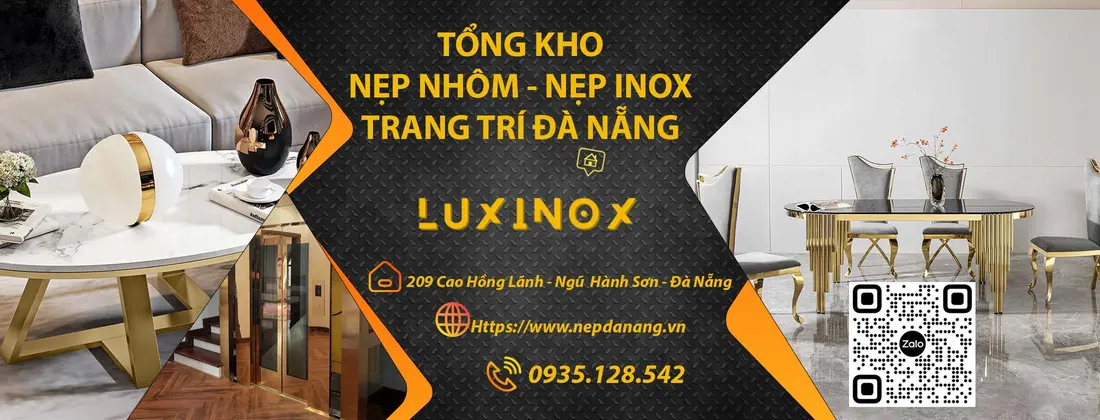 TỔNG KHO
NẸP NHÔM - NẸP INOX
TRANG TRÍ ĐÀ NẴNG
LUXINOX
209 Cao Hồng Lãnh - Ngũ Hành Sơn - Đà Nẵng
Https://www.nepdanang.vn
0935.128.542
Zalo